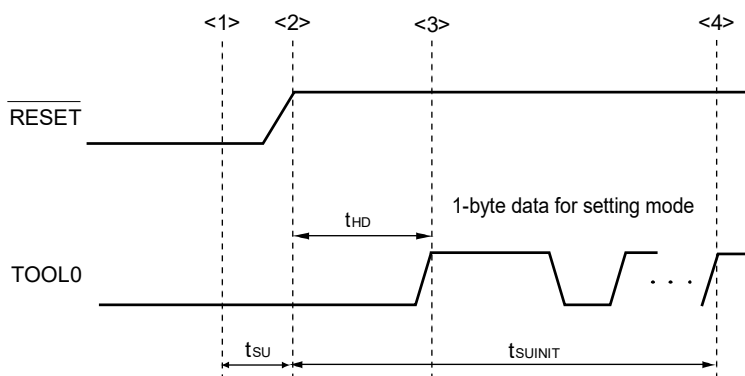 <1> <2> <3> <4>
RESET
1-byte data for setting mode
tHD
TOOL0
. . .
tSU tSUINIT